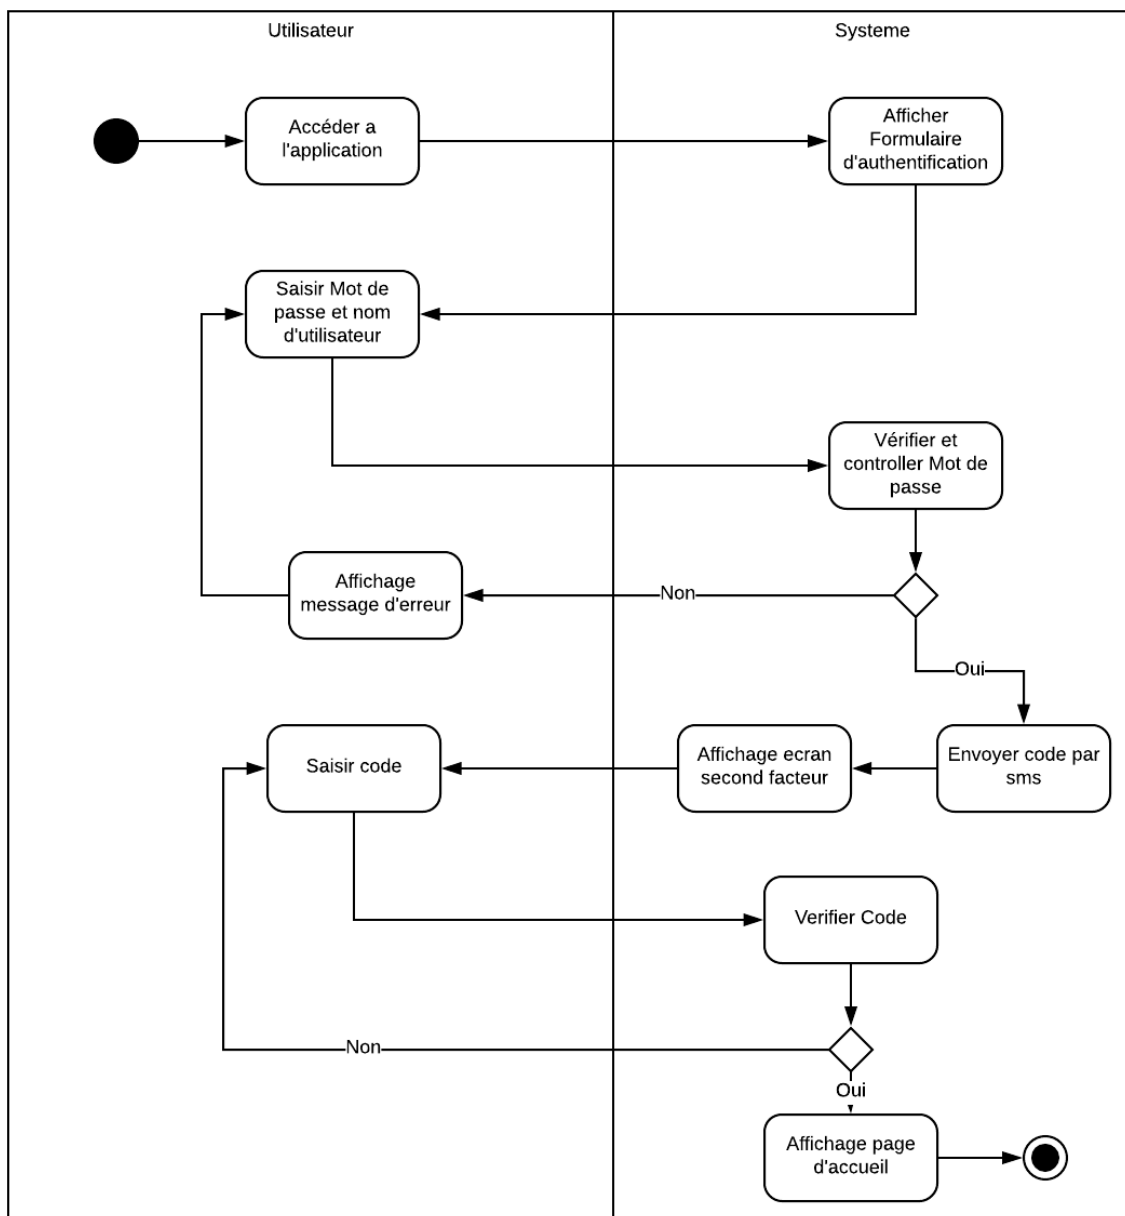 Utilisateur
Systeme
Accéder a
l'application
Afficher
Formulaire
d'authentification
Saisir Mot de
passe et nom
d'utilisateur
Vérifier et
controller Mot de
passe
Affichage
message d'erreur
Non
Oui
Saisir code
Affichage ecran
second facteur
Envoyer code par
sms
Verifier Code
Non
Oui
Affichage page
d'accueil